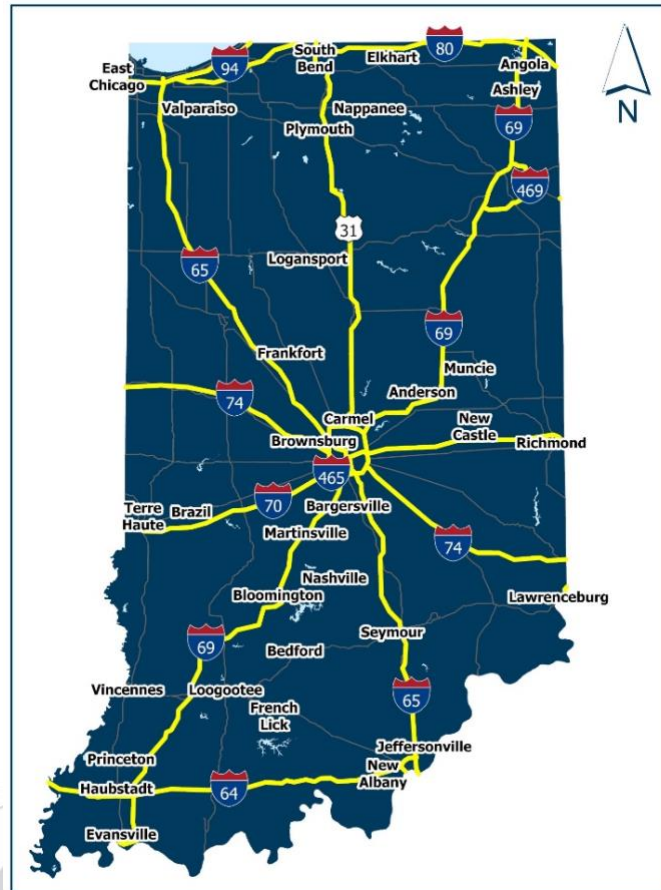 South
Bend
Elkhart
80
Angola
94
East
Chicago
Ashley
N
Valparaiso
Nappanee
Plymouth
69
469
31
Logansport
65
69
Frankfort
Muncie
Anderson
74
Carmel
New
Castle
Brownsburg
Richmond
465
70
Bargersville
Terre
Haute
Brazil
Martinsville
74
Nashville
Bloomington
Lawrenceburg
Seymour
69
Bedford
Vincennes
Loogootee
65
French
Lick
Jeffersonville
Princeton
New
Albany
Haubstadt
64
Evansville